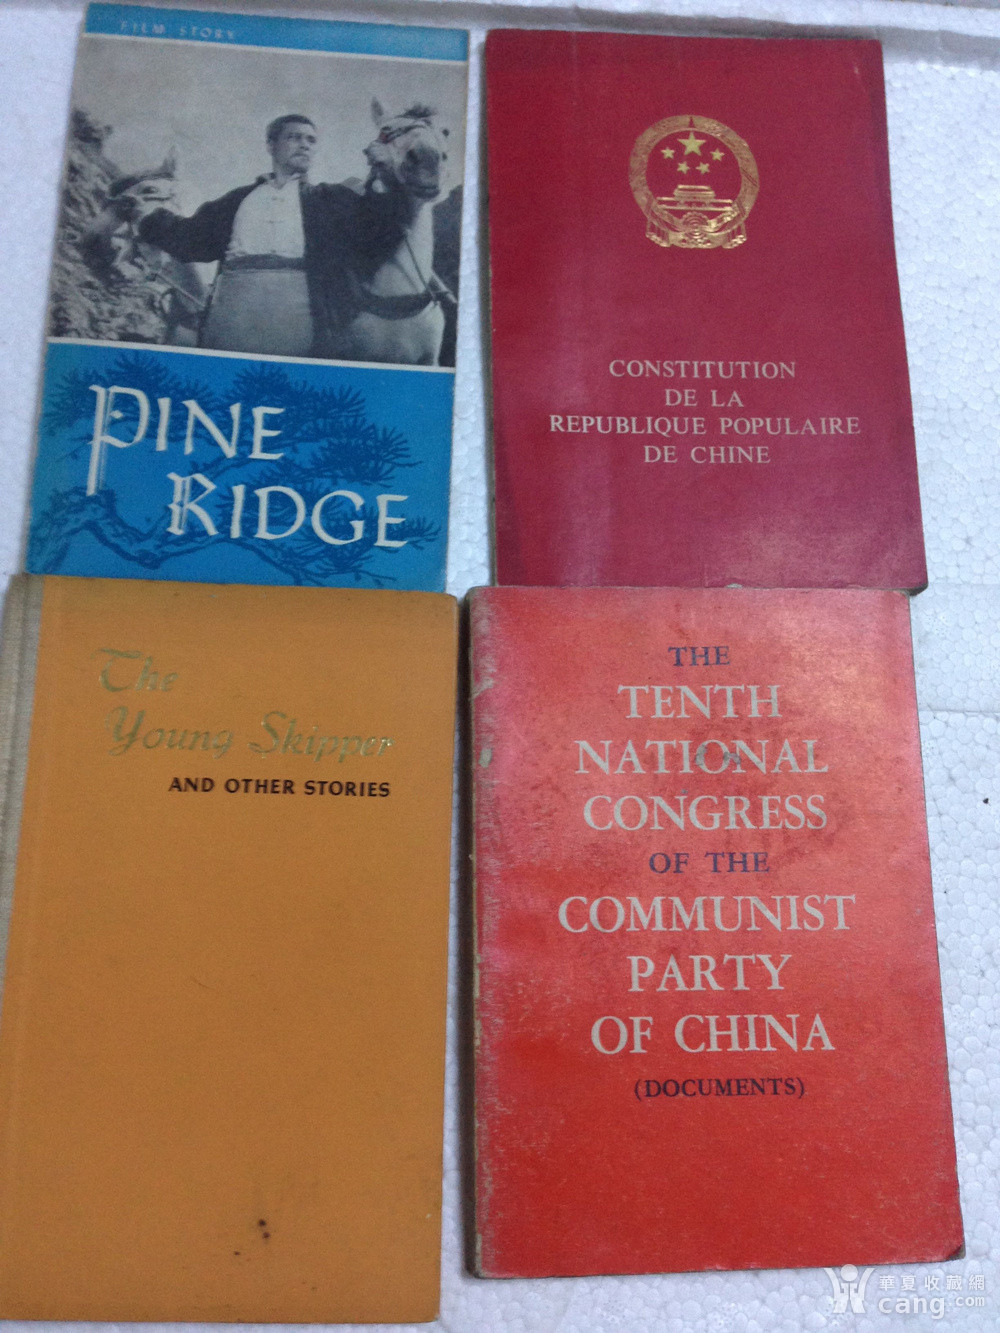 FILM STORY
PINE
RIDGE
CONSTITUTION
DE LA
REPUBLIQUE POPULAIRE
DE CHINE
The
Young Skipper
AND OTHER STORIES
THE
TENTH
NATIONAL
CONGRESS
OF THE
COMMUNIST
PARTY
OF CHINA
(DOCUMENTS)
華夏收藏網
cang.com